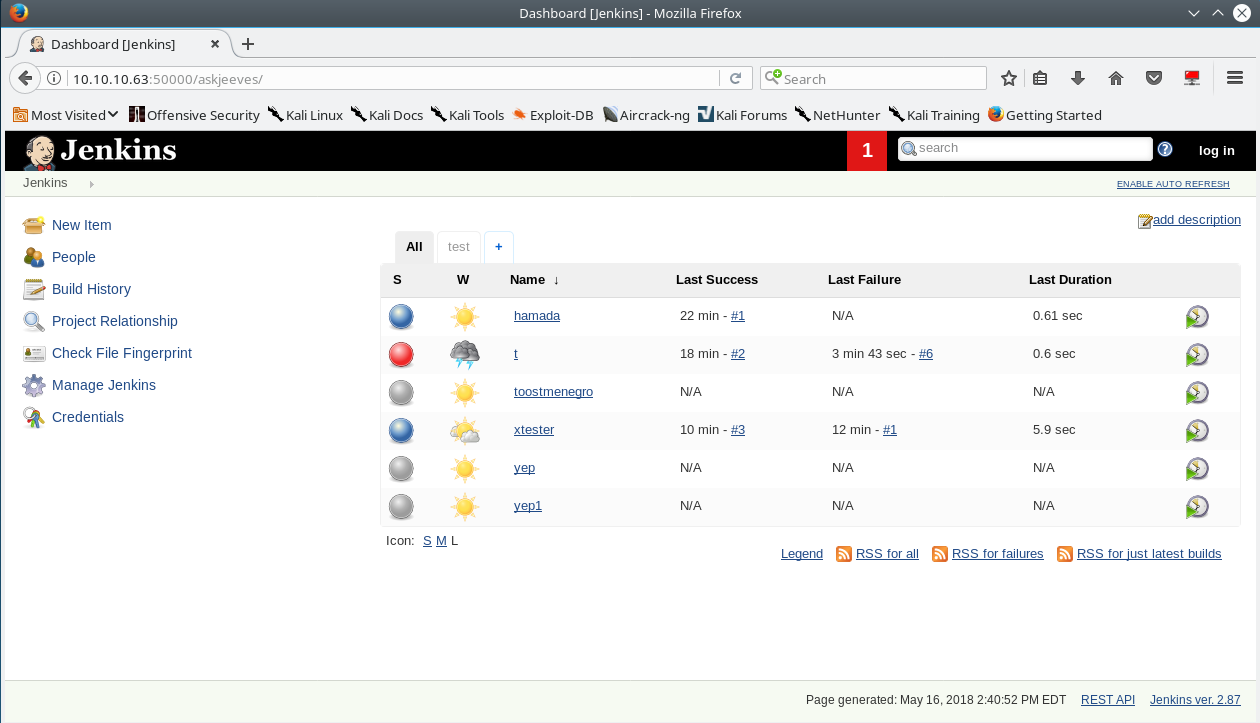 Dashboard [Jenkins] - Mozilla Firefox
Dashboard [Jenkins]
10.10.10.63:50000/askjeeves/ Search
Most Visited Offensive Security Kali Linux Kali Docs Kali Tools Exploit-DB Aircrack-ng Kali Forums NetHunter Kali Training Getting Started
Jenkins 1 search log in
Jenkins ENABLE AUTO REFRESH
add description
New Item
People
Build History
Project Relationship
Check File Fingerprint
Manage Jenkins
Credentials
All test +
S W Name ↓ Last Success Last Failure Last Duration
hamada 22 min - #1 N/A 0.61 sec
t 18 min - #2 3 min 43 sec - #6 0.6 sec
toostmenegro N/A N/A N/A
xtester 10 min - #3 12 min - #1 5.9 sec
yep N/A N/A N/A
yep1 N/A N/A N/A
Icon: S M L
Legend RSS for all RSS for failures RSS for just latest builds
Page generated: May 16, 2018 2:40:52 PM EDT REST API Jenkins ver. 2.87